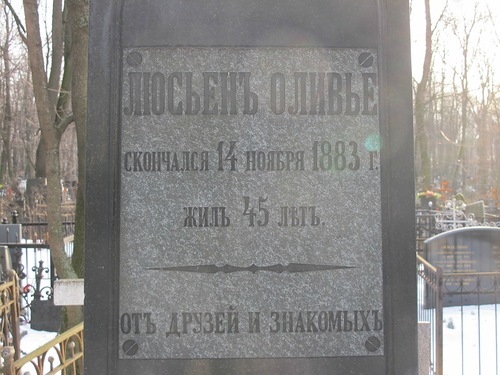 ЛЮСЬЕНЪ ОЛИВЬЕ
СКОНЧАЛСЯ 14 НОЯБРЯ 1883 Г.
ЖИЛЪ 45 ЛѢТЪ.
ОТЪ ДРУЗЕЙ И ЗНАКОМЫХЪ